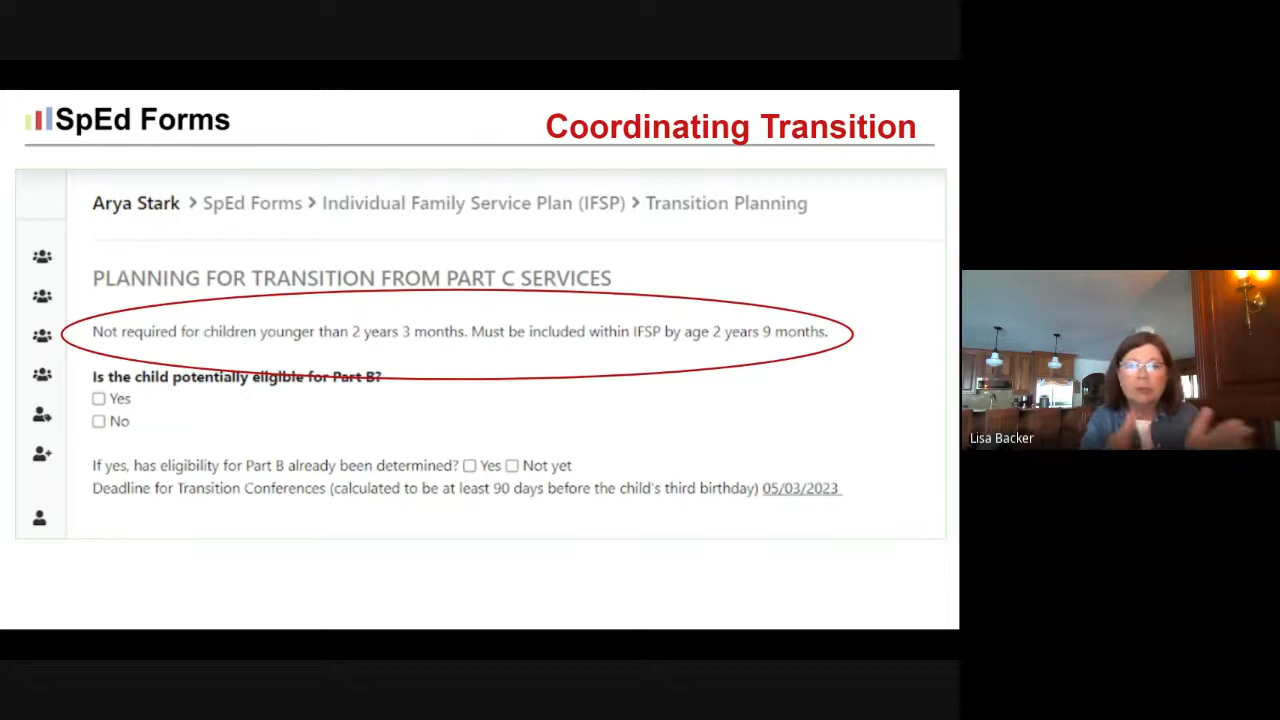 SpEd Forms
Coordinating Transition
Arya Stark > SpEd Forms > Individual Family Service Plan (IFSP) > Transition Planning
PLANNING FOR TRANSITION FROM PART C SERVICES
Not required for children younger than 2 years 3 months. Must be included within IFSP by age 2 years 9 months.
Is the child potentially eligible for Part B?
Yes
No
If yes, has eligibility for Part B already been determined? Yes Not yet
Deadline for Transition Conferences (calculated to be at least 90 days before the child's third birthday) 05/03/2023
Lisa Backer